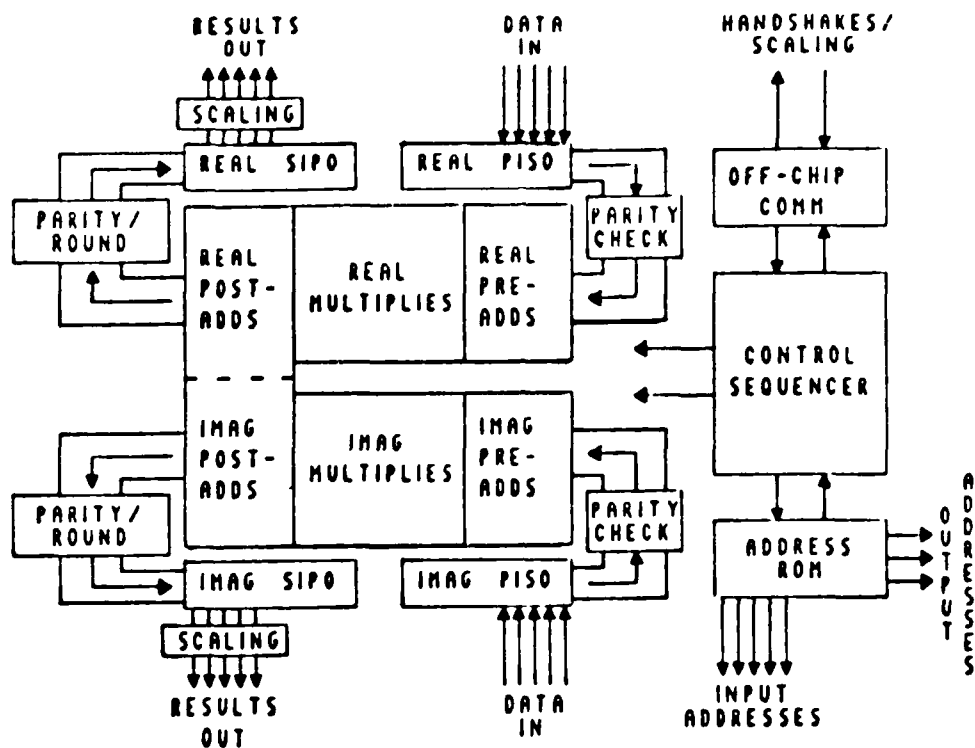 RESULTS
OUT
DATA
IN
HANDSHAKES/
SCALING
SCALING
REAL SIPO
REAL PISO
OFF-CHIP
COMM
PARITY/
ROUND
PARITY
CHECK
REAL
POST-
ADDS
REAL
MULTIPLIES
REAL
PRE-
ADDS
CONTROL
SEQUENCER
IMAG
POST-
ADDS
IMAG
MULTIPLIES
IMAG
PRE-
ADDS
PARITY/
ROUND
PARITY
CHECK
ADDRESS
ROM
OUTPUT
ADDRESSES
IMAG SIPO
IMAG PISO
SCALING
RESULTS
OUT
DATA
IN
INPUT
ADDRESSES